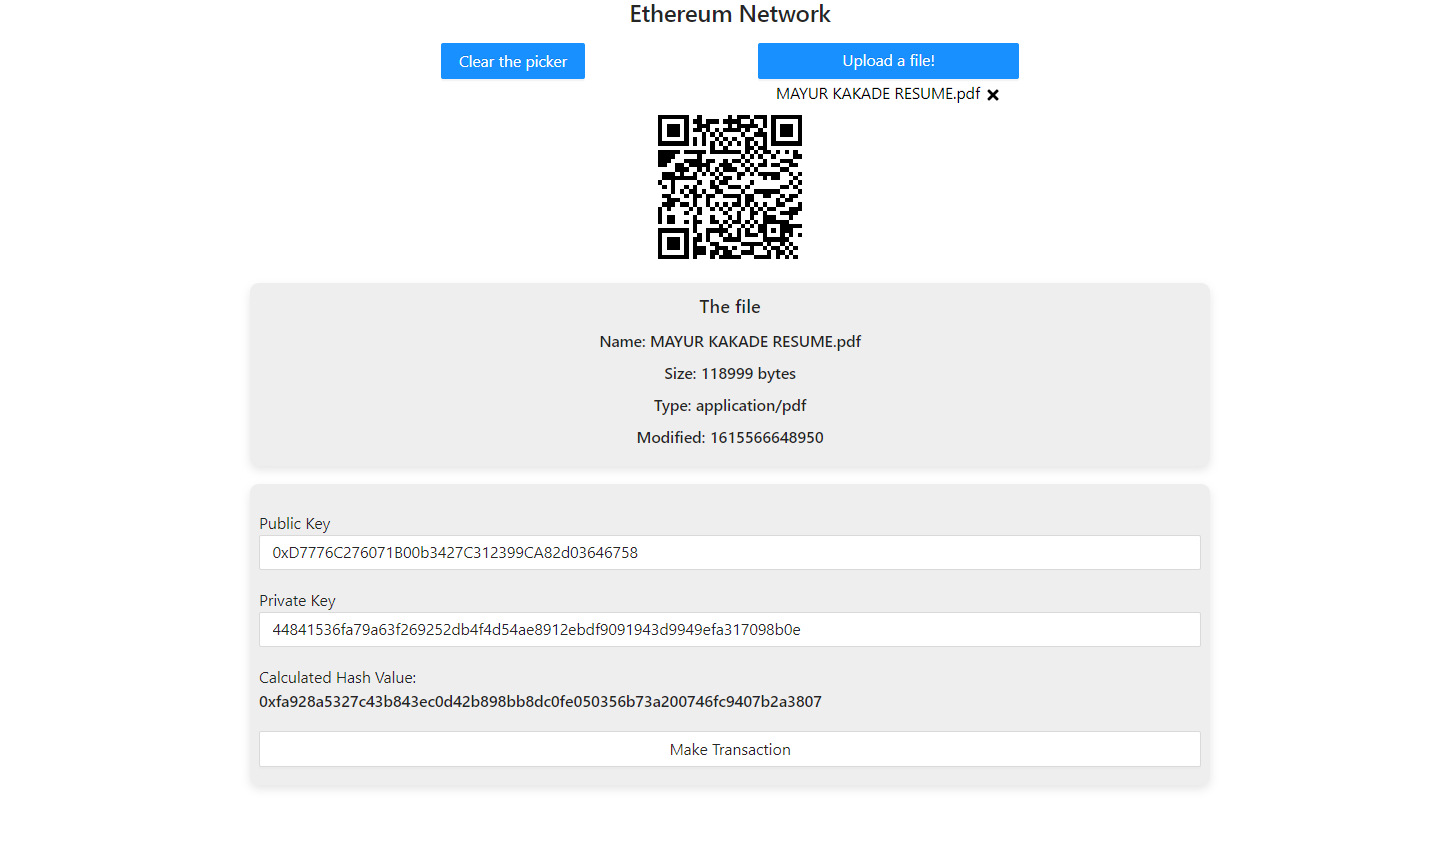 Ethereum Network
Clear the picker
Upload a file!
MAYUR KAKADE RESUME.pdf
The file
Name: MAYUR KAKADE RESUME.pdf
Size: 118999 bytes
Type: application/pdf
Modified: 1615566648950
Public Key
0xD7776C276071B00b3427C312399CA82d03646758
Private Key
44841536fa79a63f269252db4f4d54ae8912ebdf9091943d9949efa317098b0e
Calculated Hash Value:
0xfa928a5327c43b843ec0d42b898bb8dc0fe050356b73a200746fc9407b2a3807
Make Transaction